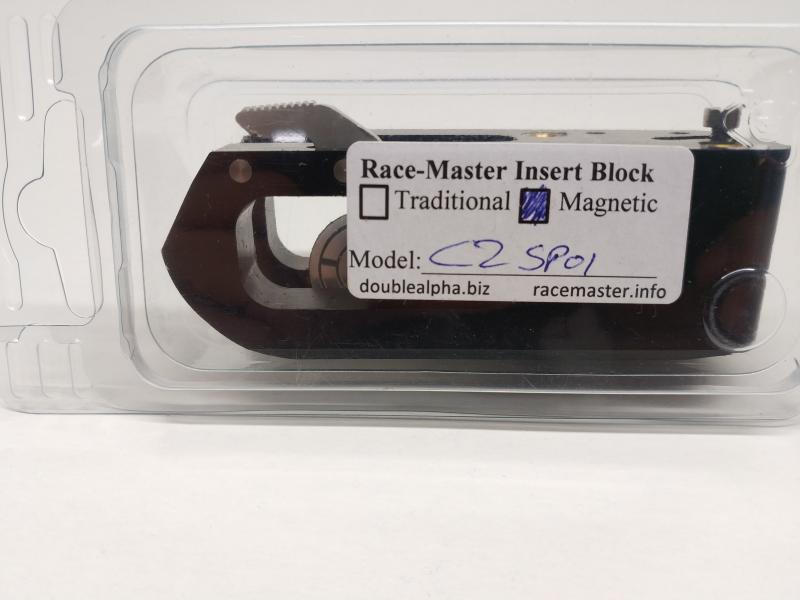 Race-Master Insert Block
Traditional Magnetic
Model: CZ SP01
doublealpha.biz racemaster.info